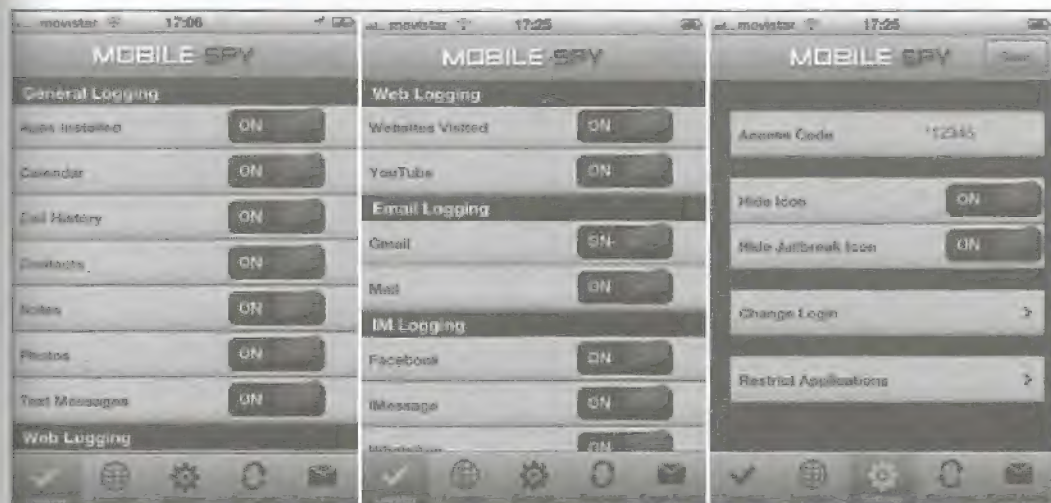 movistar 17:06
MOBILE SPY
General Logging
Apps Installed ON
Calendar ON
Call History ON
Contacts ON
Notes ON
Photos ON
Text Messages ON
Web Logging
movistar 17:25
MOBILE SPY
Web Logging
Websites Visited ON
YouTube ON
Email Logging
Gmail ON
Mail ON
IM Logging
Facebook ON
iMessage ON
WhatsApp ON
movistar 17:25
MOBILE SPY
Access Code *12345
Hide Icon ON
Hide Jailbreak Icon ON
Change Login >
Restrict Applications >